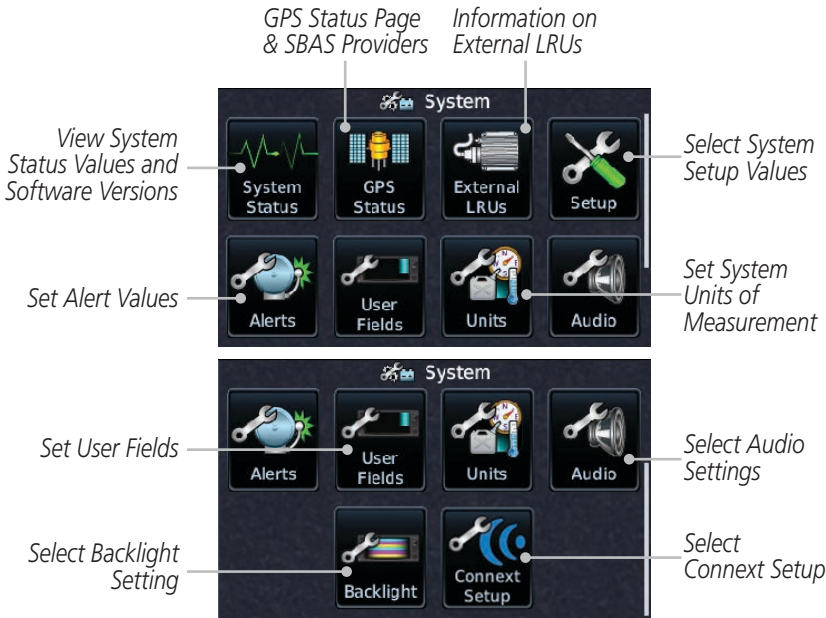 GPS Status Page
& SBAS Providers
Information on
External LRUs
System
View System
Status Values and
Software Versions
System
Status
GPS
Status
External
LRUs
Setup
Select System
Setup Values
Set Alert Values
Alerts
User
Fields
Units
Audio
Set System
Units of
Measurement
System
Set User Fields
Alerts
User
Fields
Units
Audio
Select Audio
Settings
Select Backlight
Setting
Backlight
Connext
Setup
Select
Connext Setup